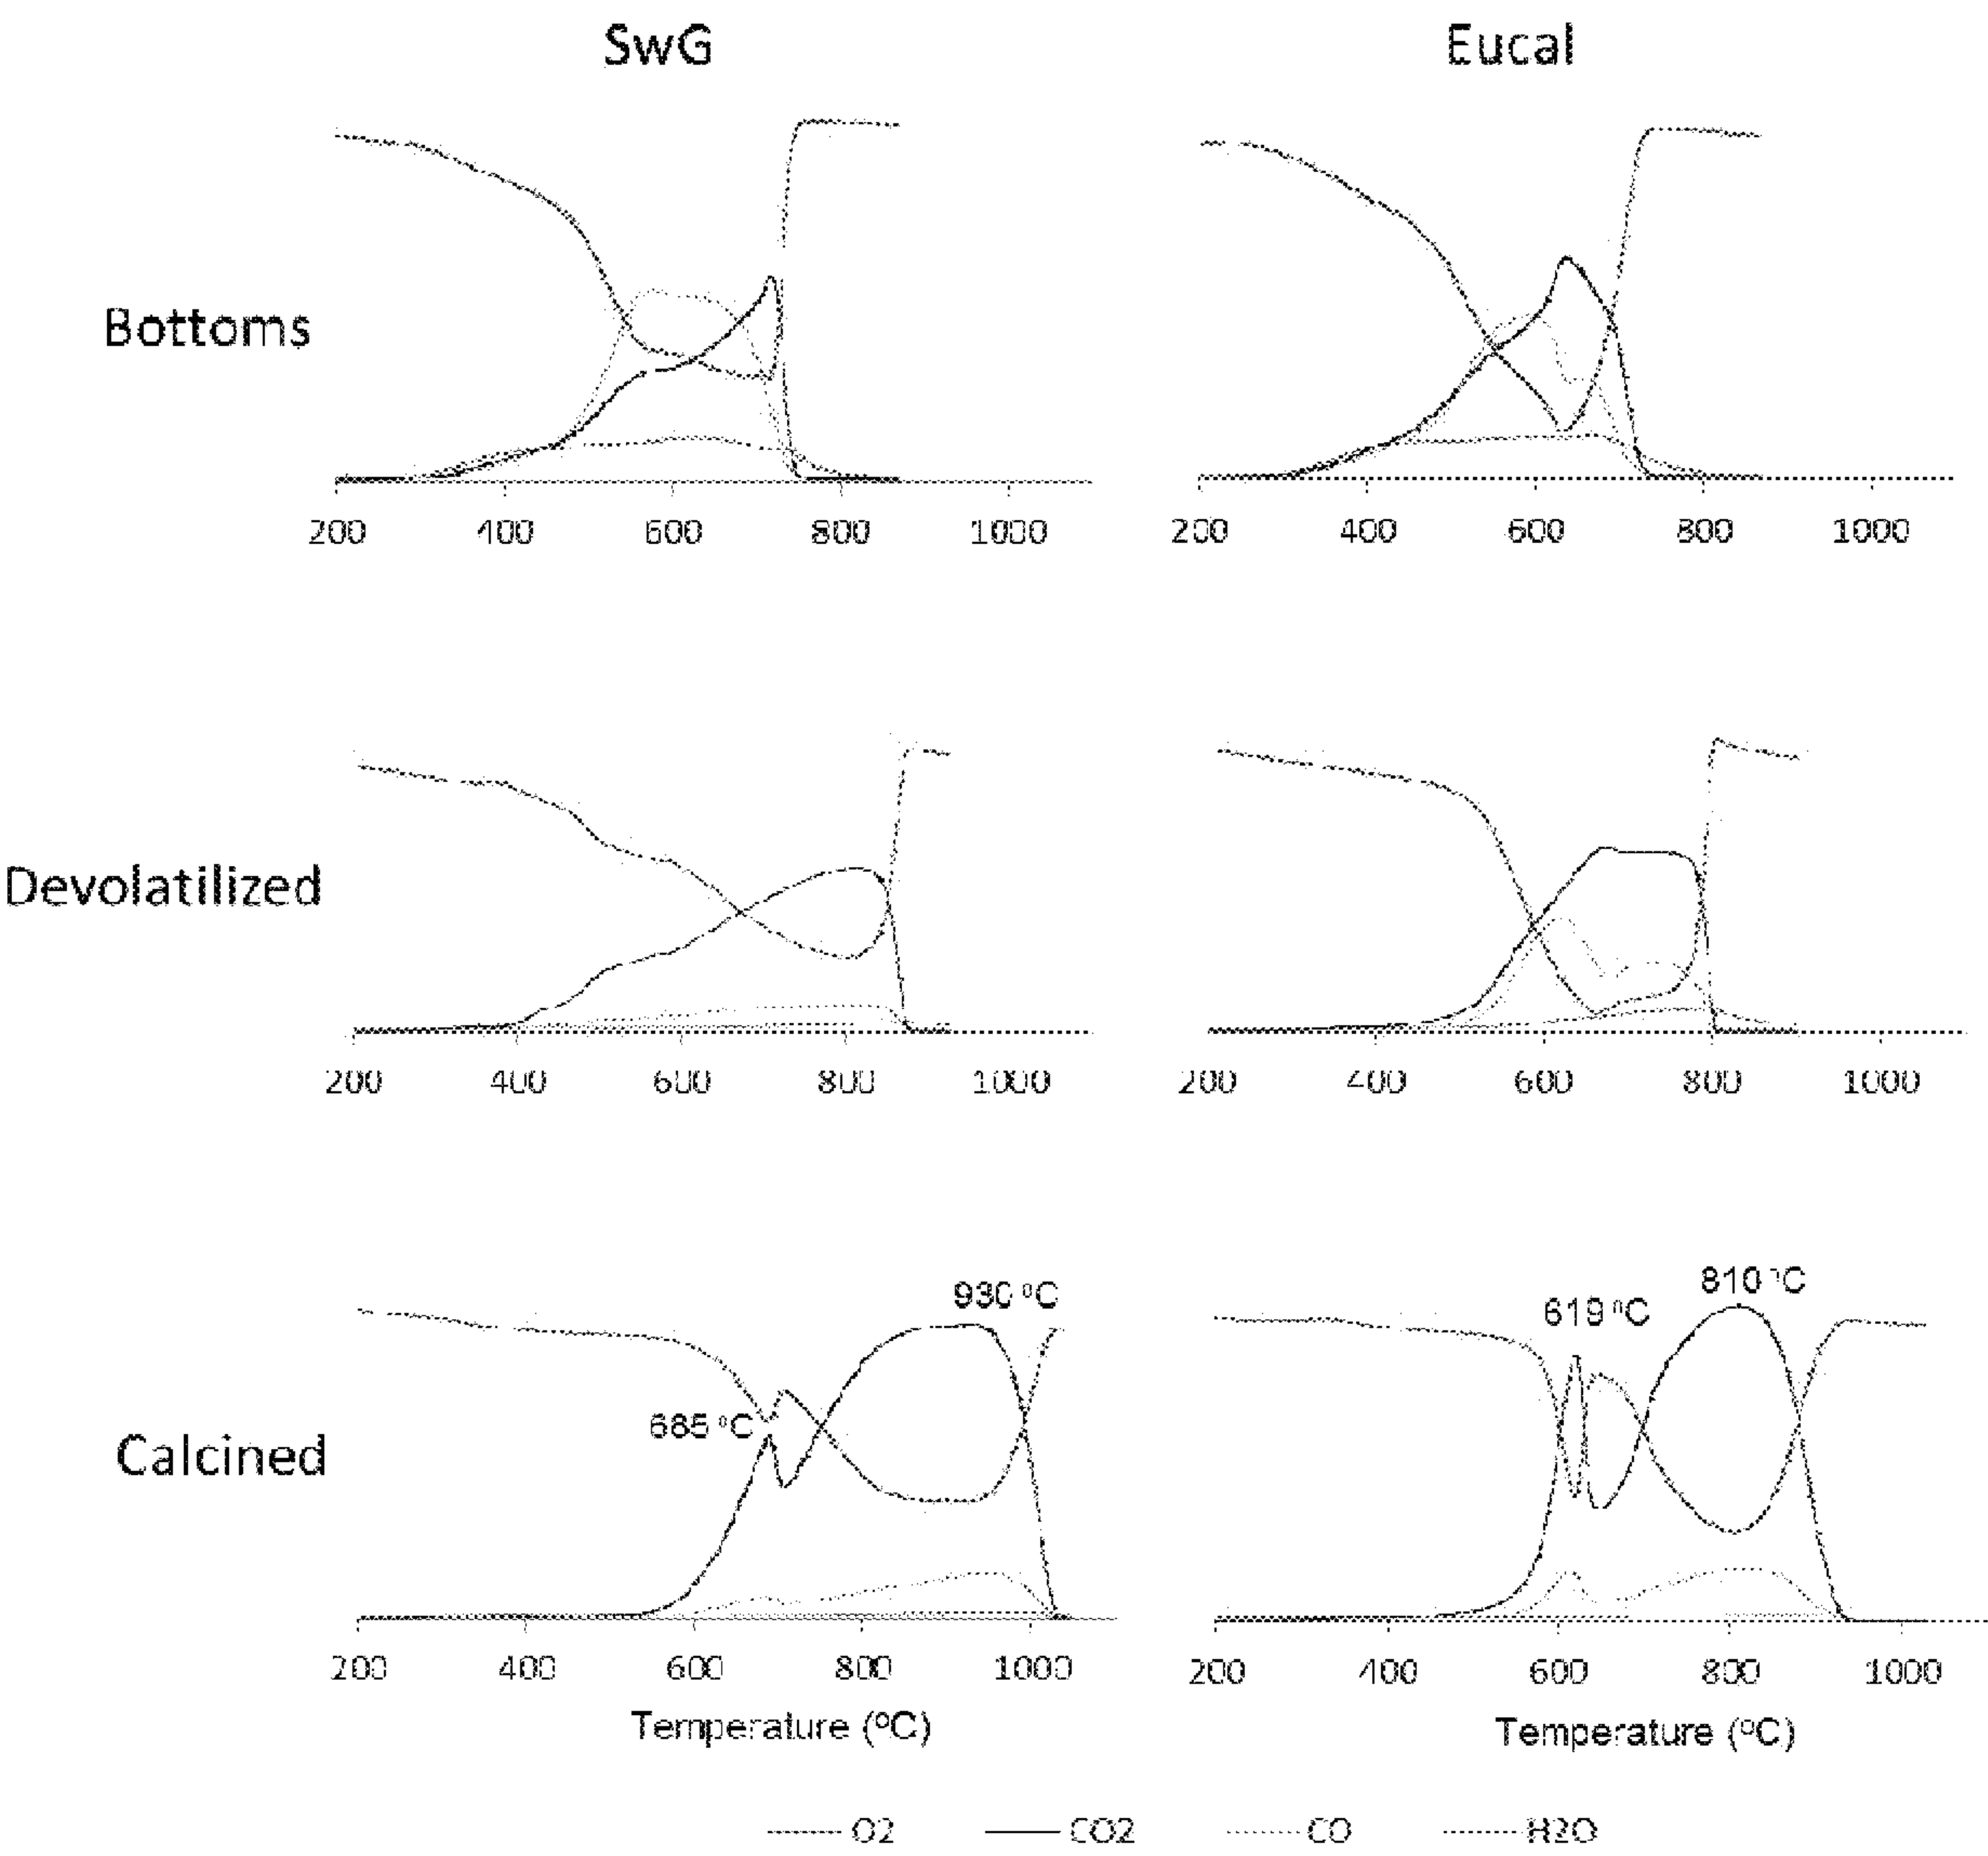 SwG Eucal
Bottoms
200 400 600 800 1000 200 400 600 800 1000
Devolatilized
200 400 600 800 1000 200 400 600 800 1000
930 °C 810 °C
619 °C
685 °C
Calcined
200 400 600 800 1000 200 400 600 800 1000
Temperature (ºC) Temperature (ºC)
O2 CO2 CO H2O